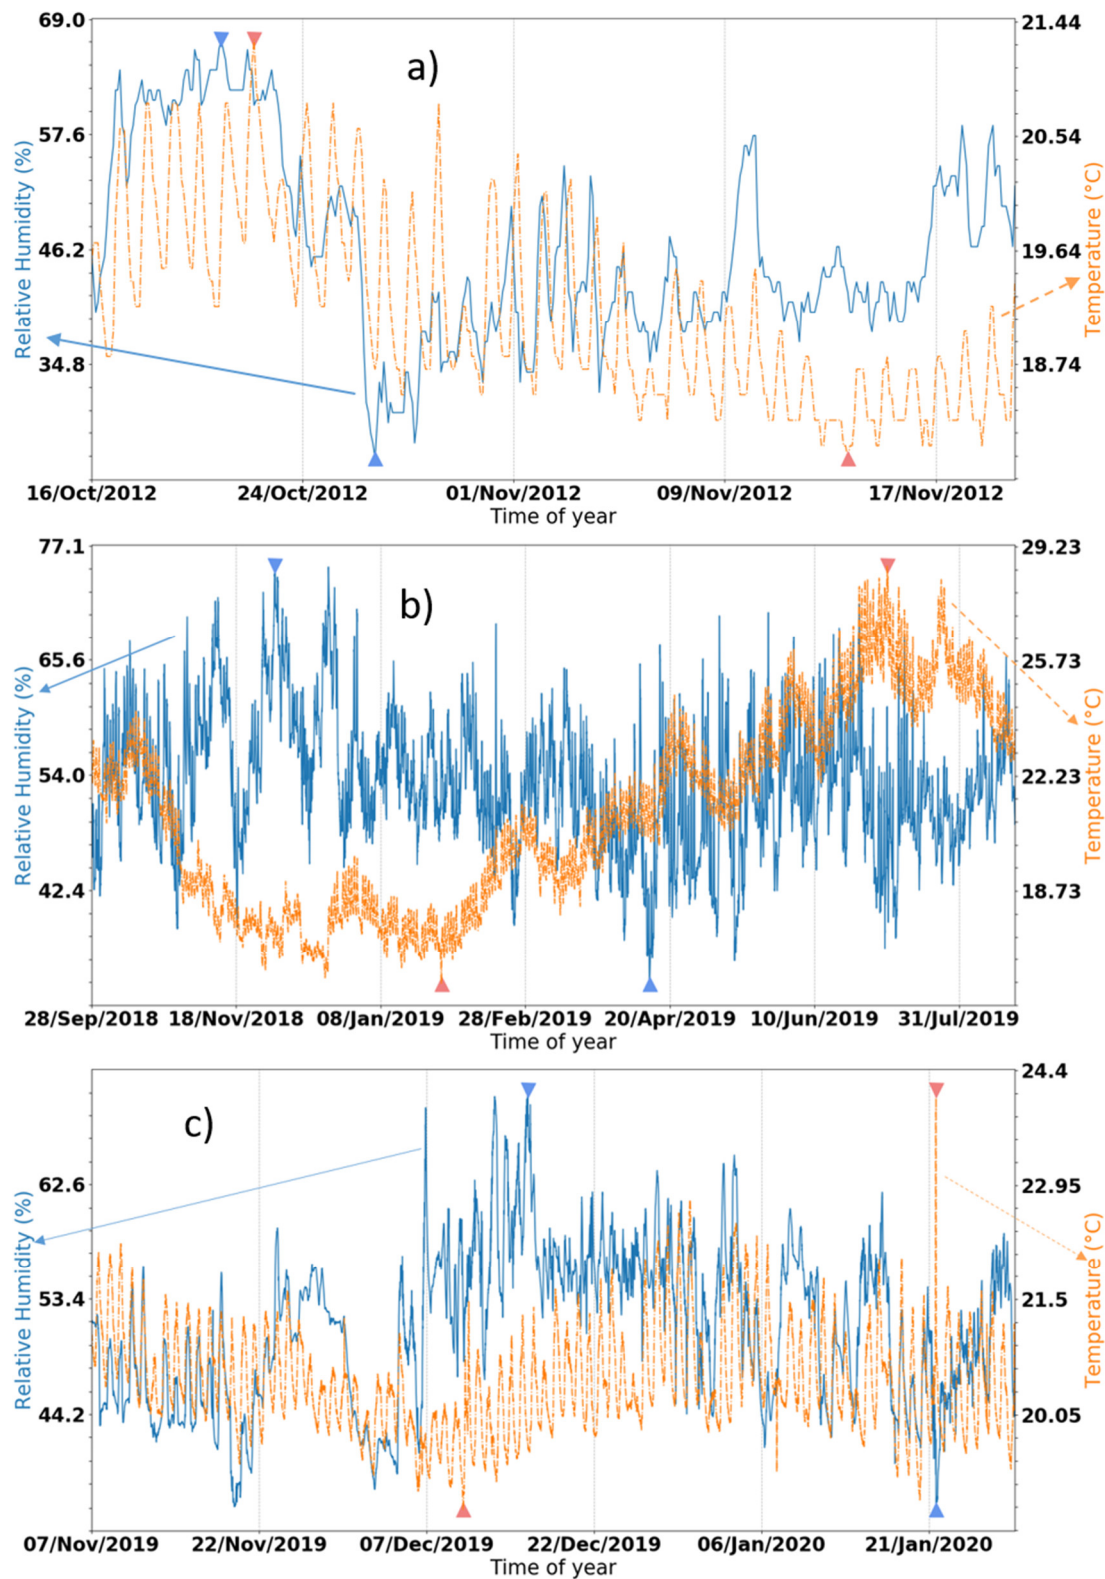 69.0
21.44
a)
57.6
20.54
Relative Humidity (%)
Temperature (°C)
46.2
19.64
34.8
18.74
16/Oct/2012 24/Oct/2012 01/Nov/2012 09/Nov/2012 17/Nov/2012
Time of year
77.1
29.23
b)
65.6
25.73
Relative Humidity (%)
Temperature (°C)
54.0
22.23
42.4
18.73
28/Sep/2018 18/Nov/2018 08/Jan/2019 28/Feb/2019 20/Apr/2019 10/Jun/2019 31/Jul/2019
Time of year
24.4
c)
62.6
22.95
Relative Humidity (%)
Temperature (°C)
53.4
21.5
44.2
20.05
07/Nov/2019 22/Nov/2019 07/Dec/2019 22/Dec/2019 06/Jan/2020 21/Jan/2020
Time of year